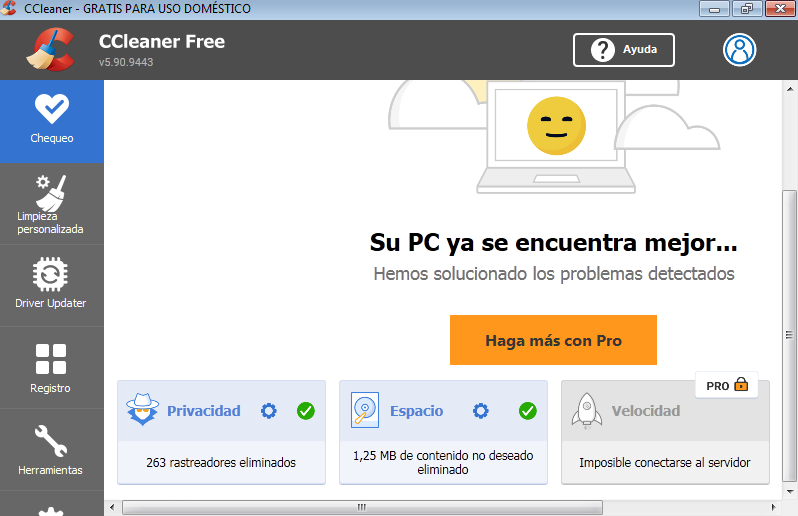 CCleaner - GRATIS PARA USO DOMÉSTICO
CCleaner Free
v5.90.9443
Ayuda
Chequeo
Limpieza
personalizada
Driver Updater
Registro
Herramientas
Su PC ya se encuentra mejor...
Hemos solucionado los problemas detectados
Haga más con Pro
PRO
Privacidad
Espacio
Velocidad
263 rastreadores eliminados
1,25 MB de contenido no deseado
eliminado
Imposible conectarse al servidor